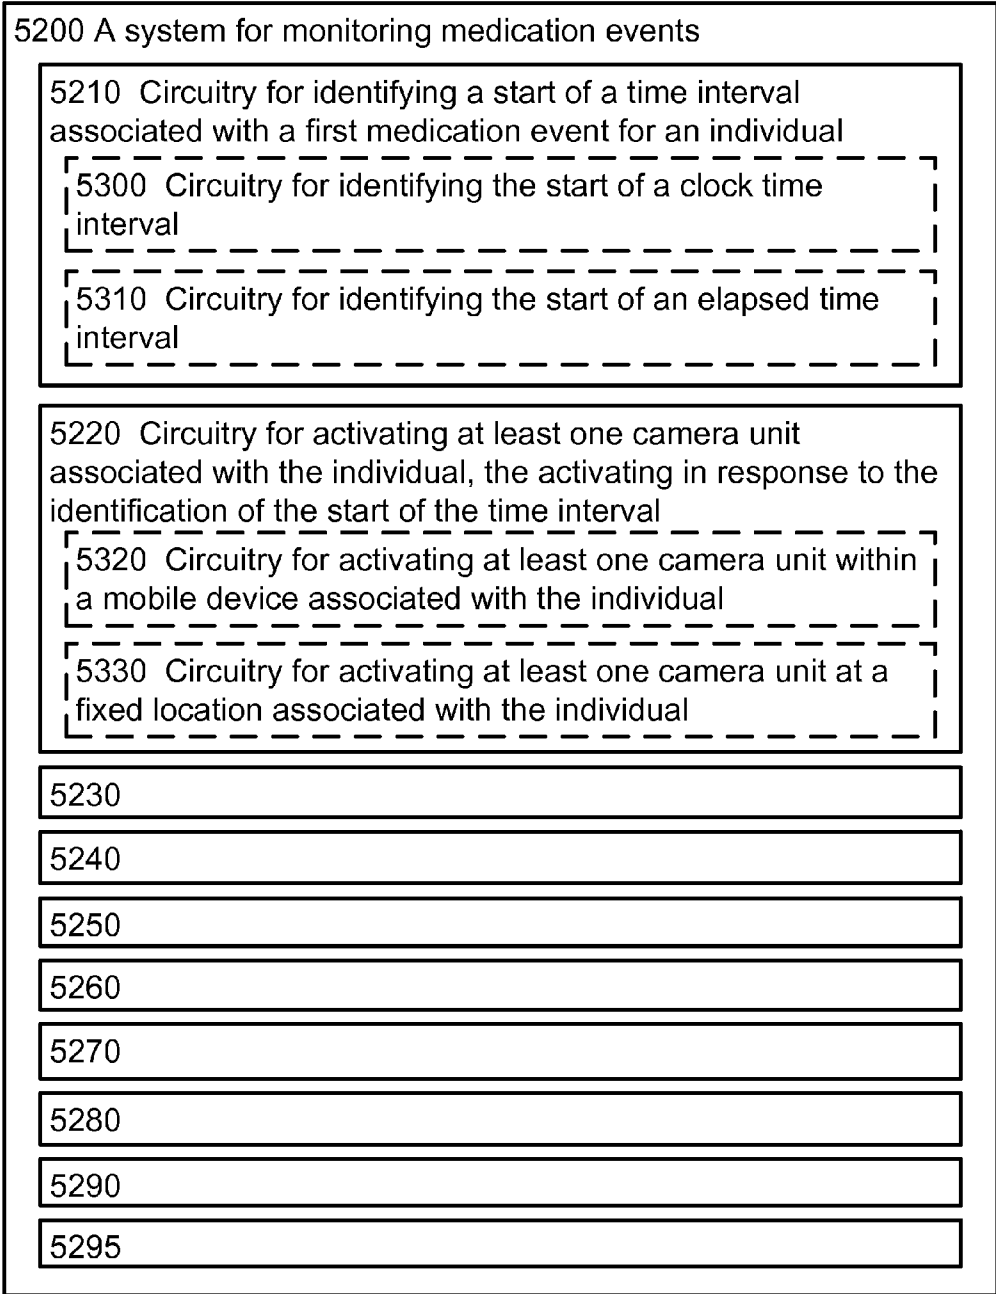 5200 A system for monitoring medication events
5210 Circuitry for identifying a start of a time interval
associated with a first medication event for an individual
5300 Circuitry for identifying the start of a clock time
interval
5310 Circuitry for identifying the start of an elapsed time
interval
5220 Circuitry for activating at least one camera unit
associated with the individual, the activating in response to the
identification of the start of the time interval
5320 Circuitry for activating at least one camera unit within
a mobile device associated with the individual
5330 Circuitry for activating at least one camera unit at a
fixed location associated with the individual
5230
5240
5250
5260
5270
5280
5290
5295